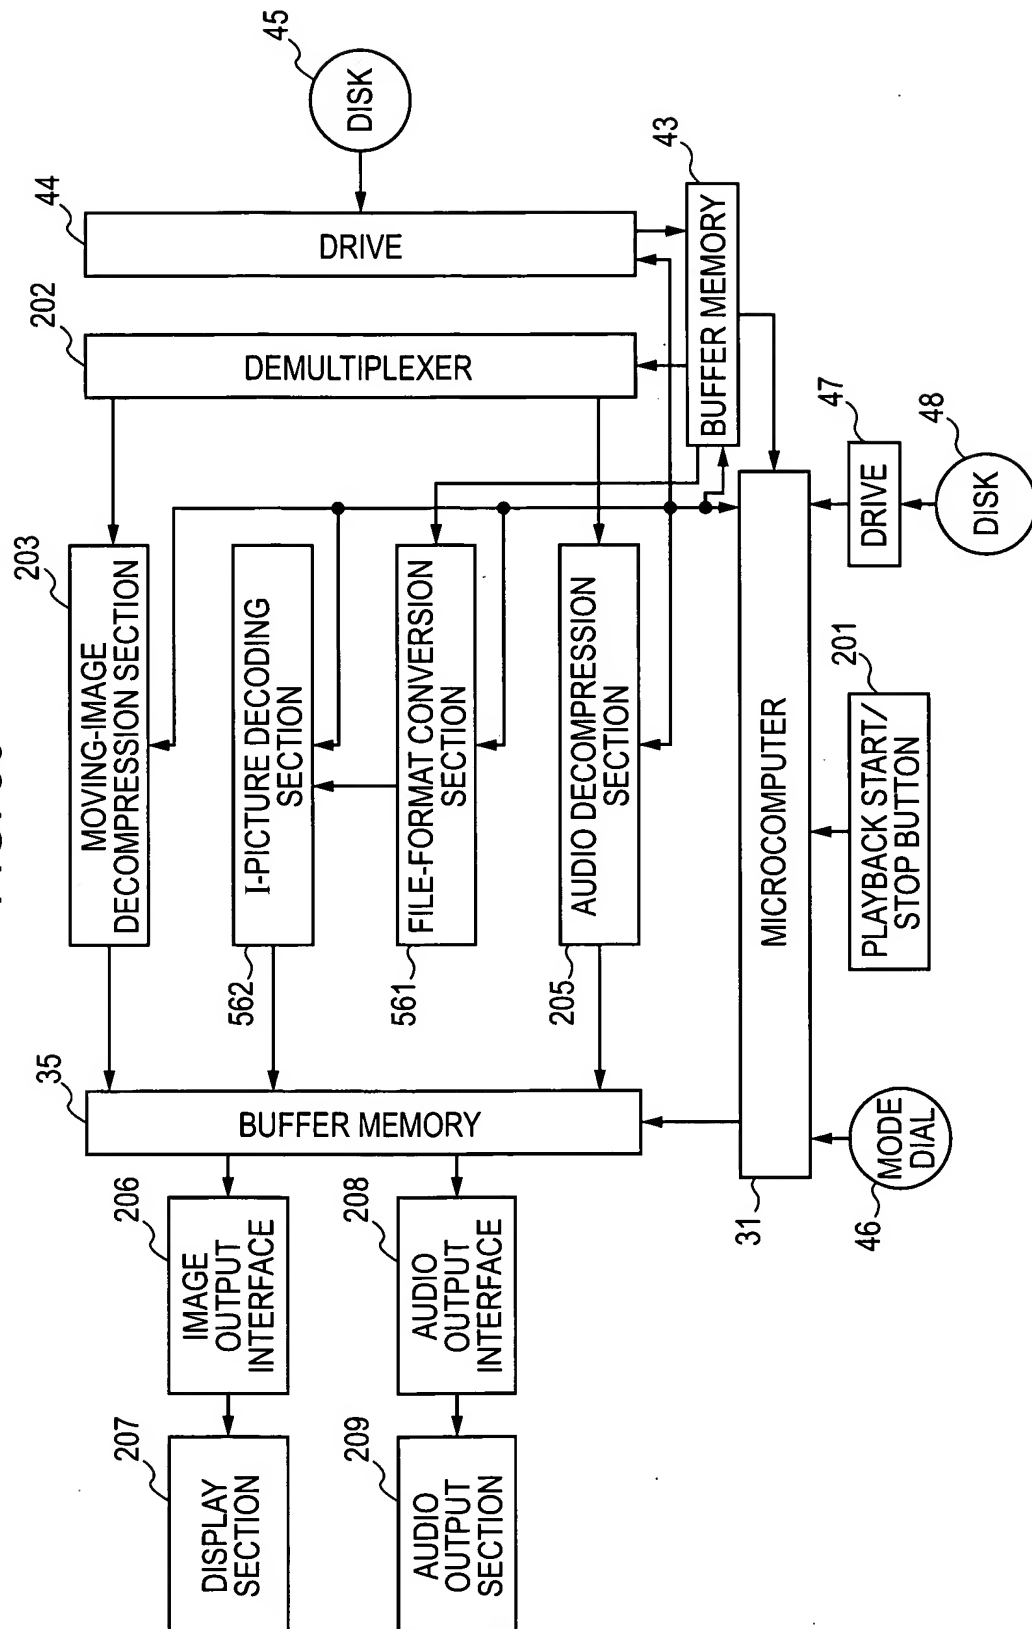 207
DISPLAY
SECTION
206
IMAGE
OUTPUT
INTERFACE
209
AUDIO
OUTPUT
SECTION
208
AUDIO
OUTPUT
INTERFACE
35
BUFFER MEMORY
203
MOVING-IMAGE
DECOMPRESSION SECTION
562
I-PICTURE DECODING
SECTION
561
FILE-FORMAT CONVERSION
SECTION
205
AUDIO DECOMPRESSION
SECTION
202
DEMULTIPLEXER
44
DRIVE
45
DISK
43
BUFFER MEMORY
31
MICROCOMPUTER
46
MODE
DIAL
201
PLAYBACK START/
STOP BUTTON
47
DRIVE
48
DISK